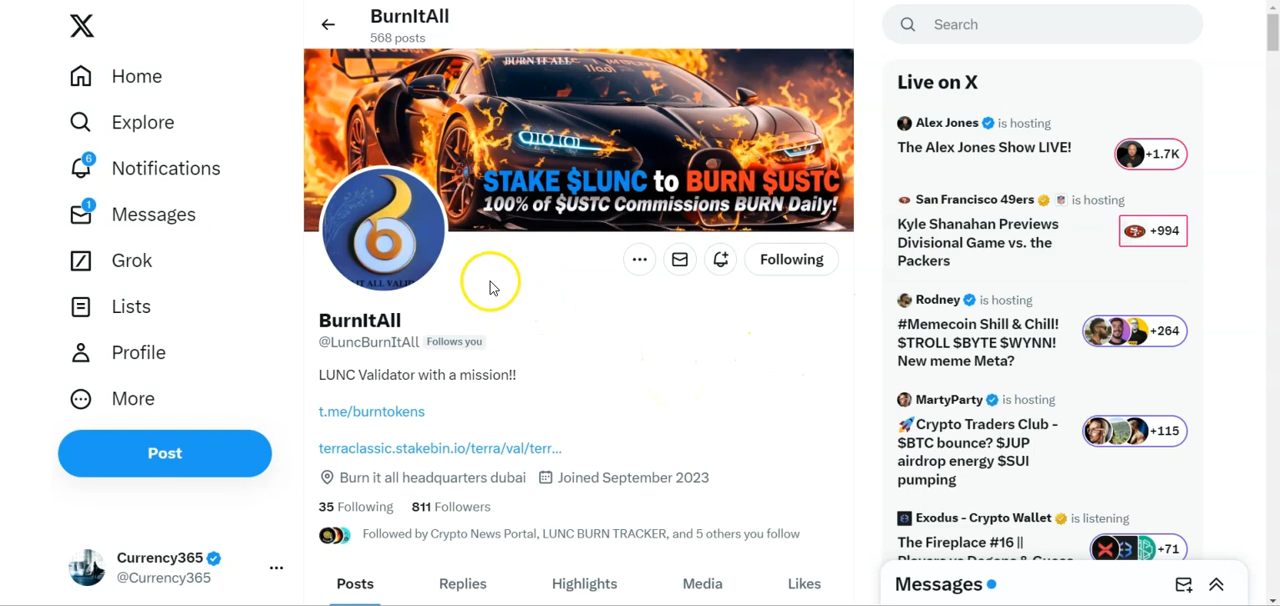 Home
Explore
6
Notifications
1
Messages
Grok
Lists
Profile
More
Post
Currency365
@Currency365
BurnItAll
568 posts
BURN IT ALL
STAKE $LUNC to BURN $USTC
100% of $USTC Commissions BURN Daily!
Following
BurnItAll
@LuncBurnItAll Follows you
LUNC Validator with a mission!!
t.me/burntokens
terraclassic.stakebin.io/terra/val/terr...
Burn it all headquarters dubai Joined September 2023
35 Following 811 Followers
Followed by Crypto News Portal, LUNC BURN TRACKER, and 5 others you follow
Posts Replies Highlights Media Likes
Search
Live on X
Alex Jones is hosting
The Alex Jones Show LIVE!
+1.7K
San Francisco 49ers is hosting
Kyle Shanahan Previews
Divisional Game vs. the
Packers
+994
Rodney is hosting
#Memecoin Shill & Chill!
$TROLL $BYTE $WYNN!
New meme Meta?
+264
MartyParty is hosting
🚀Crypto Traders Club -
$BTC bounce? $JUP
airdrop energy $SUI
pumping
+115
Exodus - Crypto Wallet is listening
The Fireplace #16 ||
+71
Messages